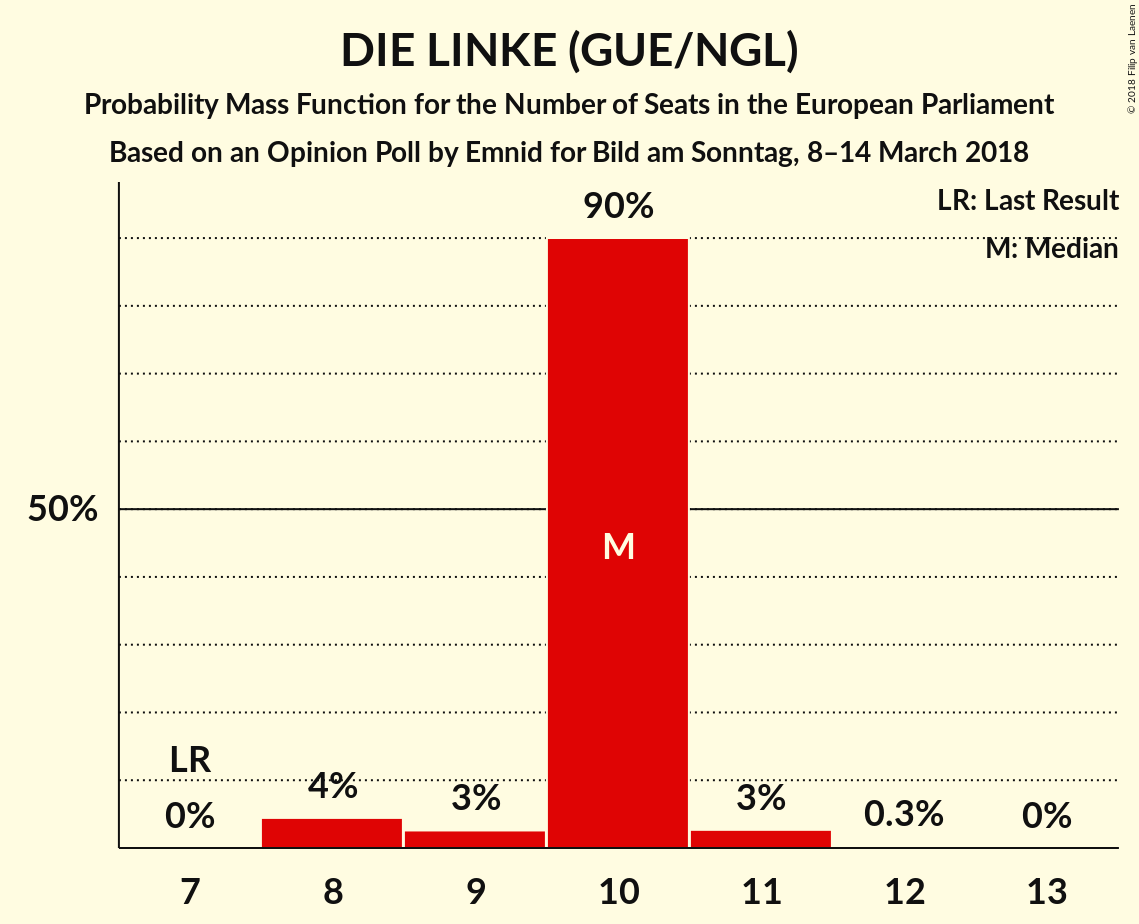 DIE LINKE (GUE/NGL)
Probability Mass Function for the Number of Seats in the European Parliament
Based on an Opinion Poll by Emnid for Bild am Sonntag, 8–14 March 2018
© 2018 Filip van Laenen
LR: Last Result
M: Median
90%
50%
M
LR
0%
4%
3%
3%
0.3%
0%
7 8 9 10 11 12 13